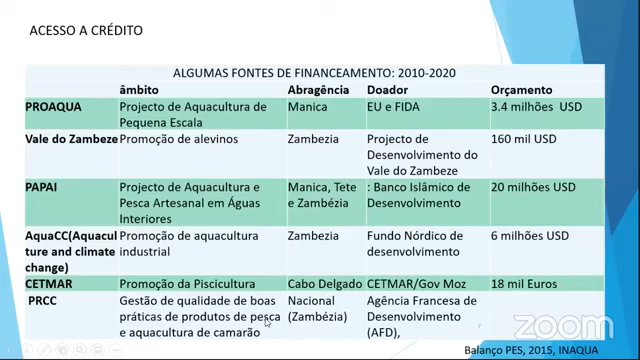 ACESSO A CRÉDITO
ALGUMAS FONTES DE FINANCEAMENTO: 2010-2020
âmbito Abragência Doador Orçamento
PROAQUA Projecto de Aquacultura de Manica EU e FIDA 3.4 milhões USD
Pequena Escala
Vale do Zambeze Promoção de alevinos Zambezia Projecto de 160 mil USD
Desenvolvimento do
Vale do Zambeze
PAPAI Projecto de Aquacultura e Manica, Tete : Banco Islâmico de 20 milhões USD
Pesca Artesanal em Águas e Zambézia Desenvolvimento
Interiores
AquaCC(Aquacul Promoção de aquacultura Zambezia Fundo Nórdico de 6 milhões USD
ture and climate industrial desenvolvimento
change)
CETMAR Promoção da Piscicultura Cabo Delgado CETMAR/Gov Moz 18 mil Euros
PRCC Gestão de qualidade de boas Nacional Agência Francesa de
práticas de produtos de pesca (Zambézia) Desenvolvimento
e aquacultura de camarão (AFD),
zoom
Balanço PES, 2015, INAQUA